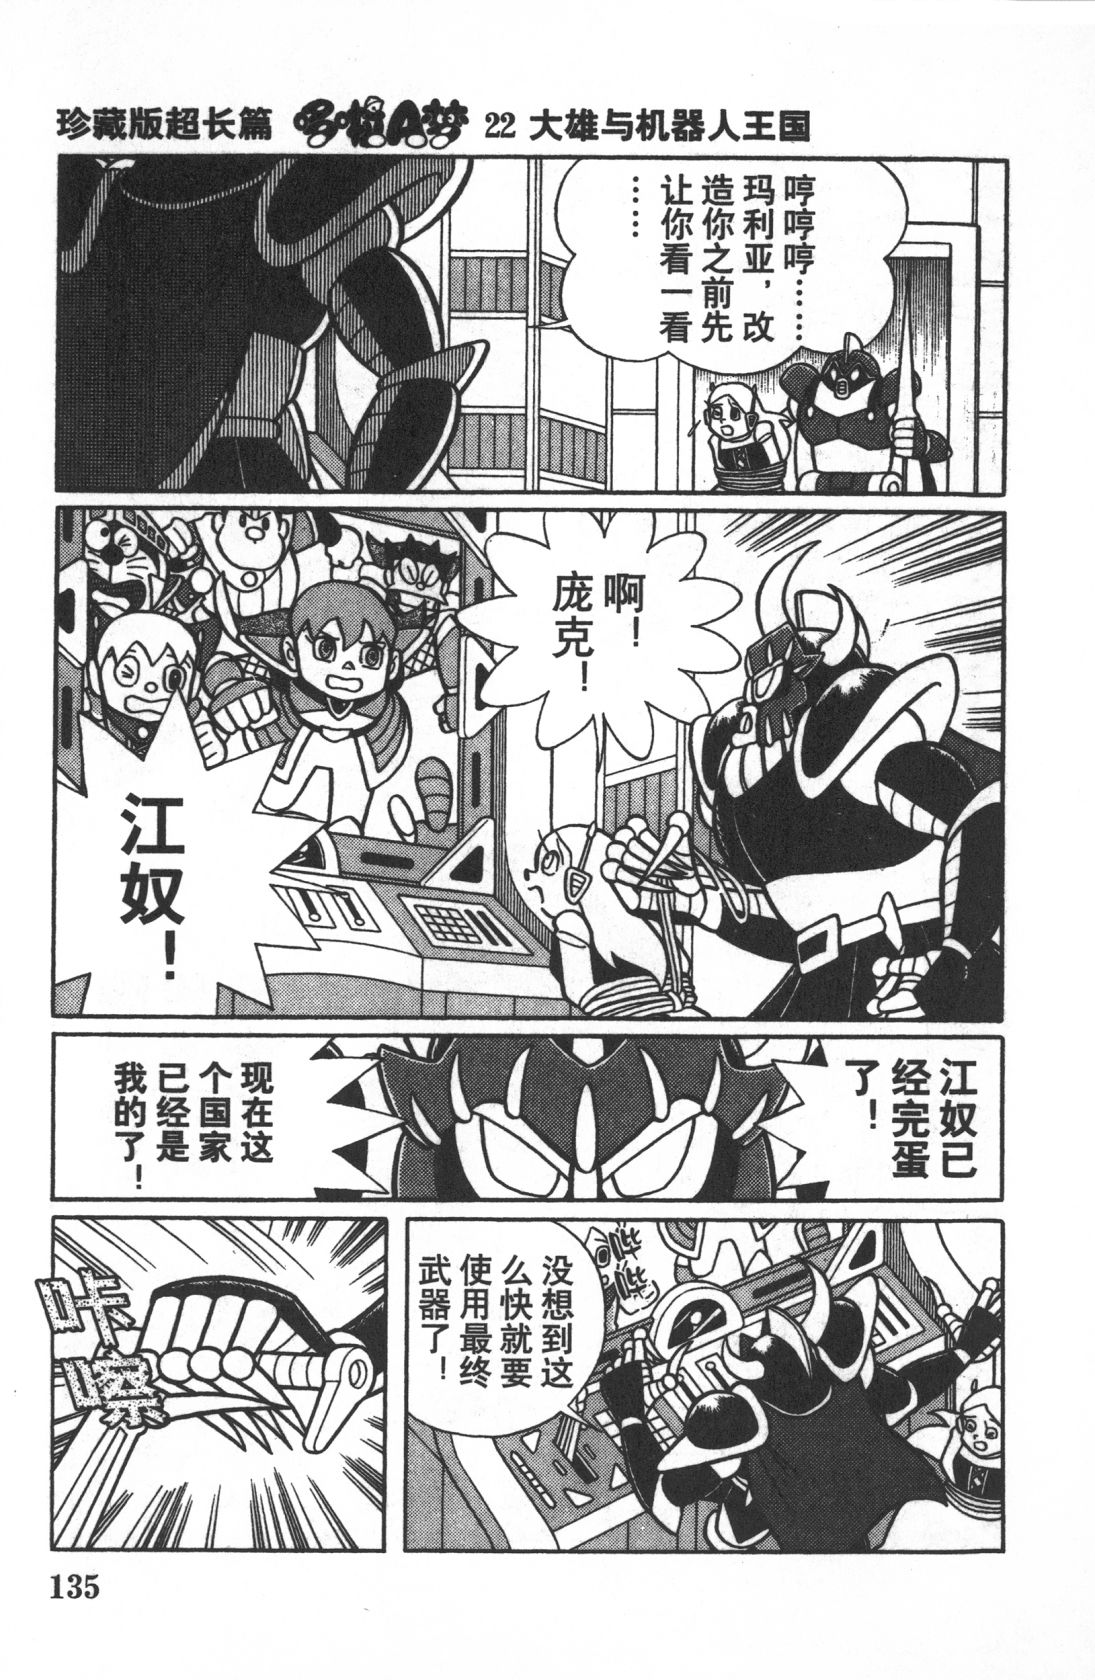 珍藏版超长篇 哆啦A梦 22 大雄与机器人王国
哼哼哼……
玛利亚，改
造你之前先
让你看一看
……
啊！
庞克！
江奴！
江奴已
经完蛋
了！
现在这
个国家
已经是
我的了！
哔
哔
没想到这
么快就要
使用最终
武器了！
咔
嚓
135